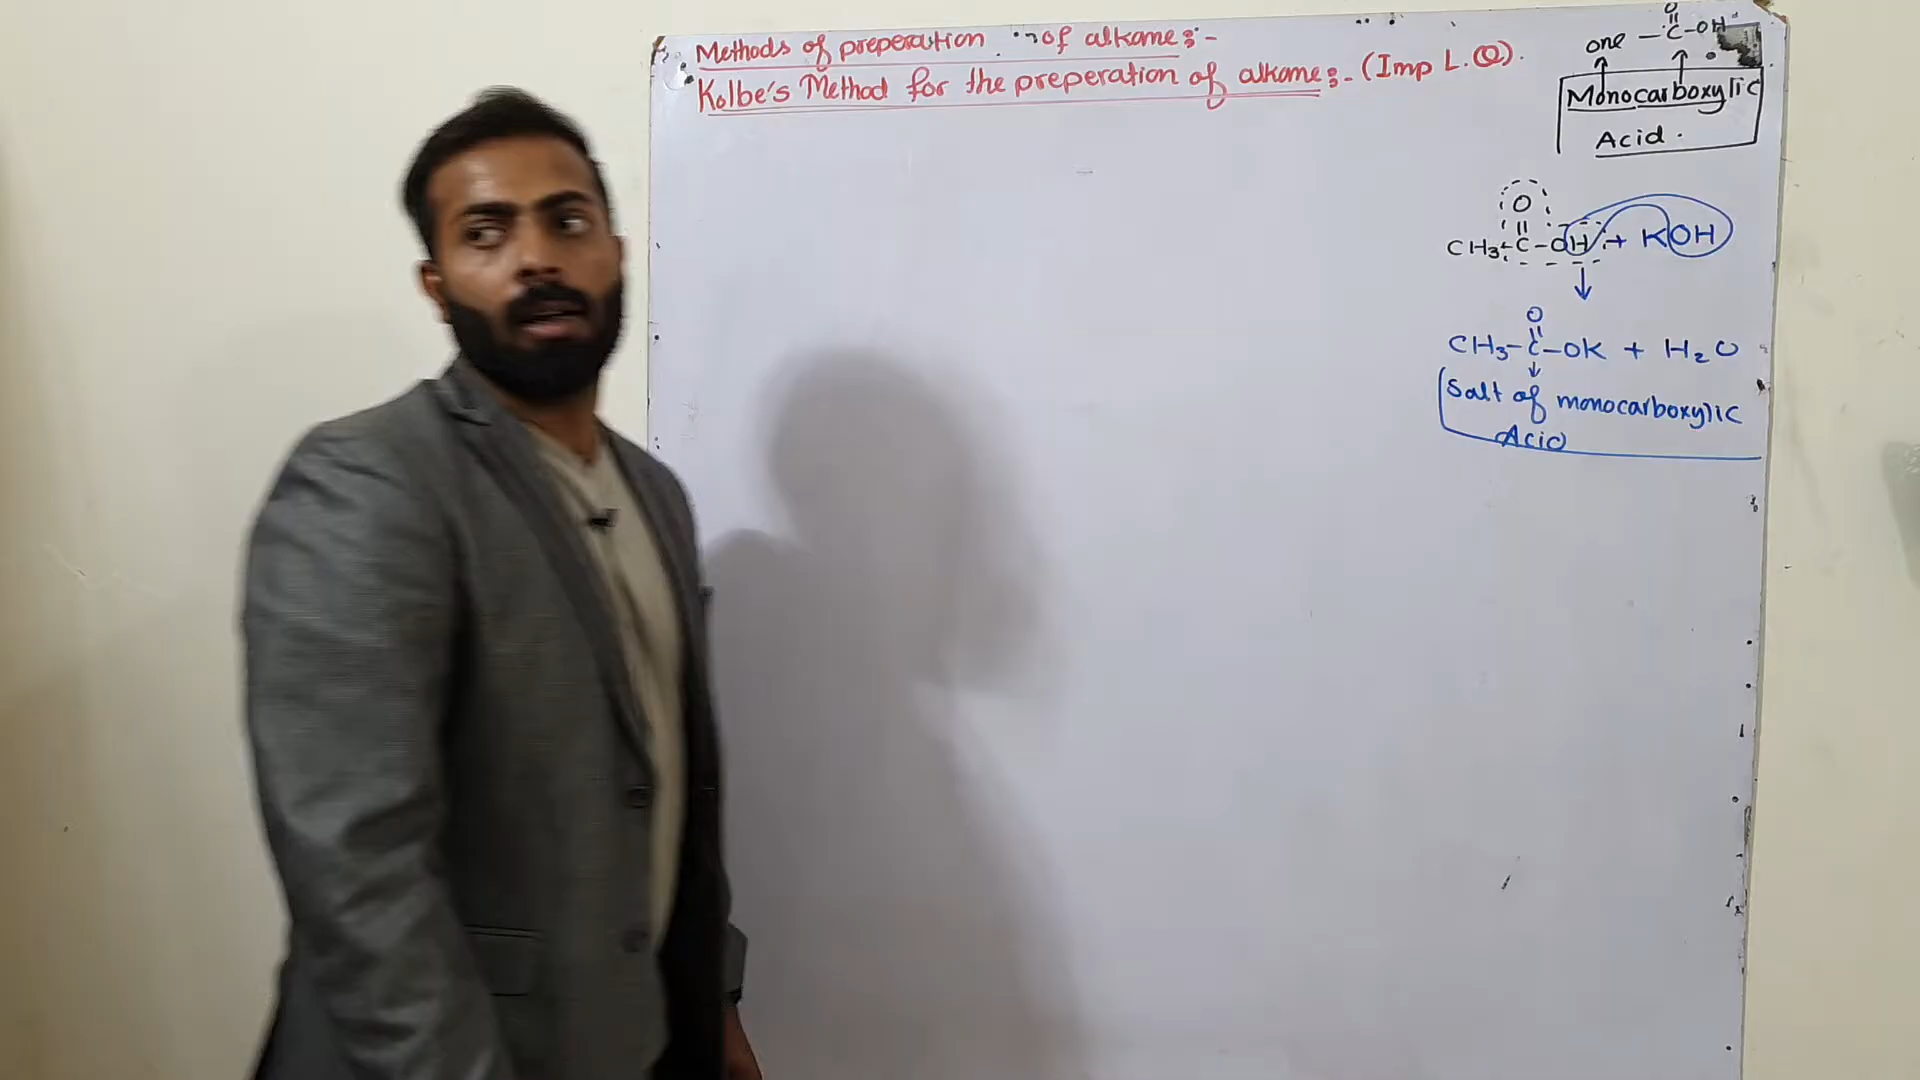 Methods of preperation of alkane:-
Kolbe's Method for the preperation of alkane:- (Imp L.Q).
O
one - C - OH
Monocarboxylic
Acid.
O
CH3 - C - OH + KOH
O
CH3 - C - OK + H2O
Salt of monocarboxylic
Acid